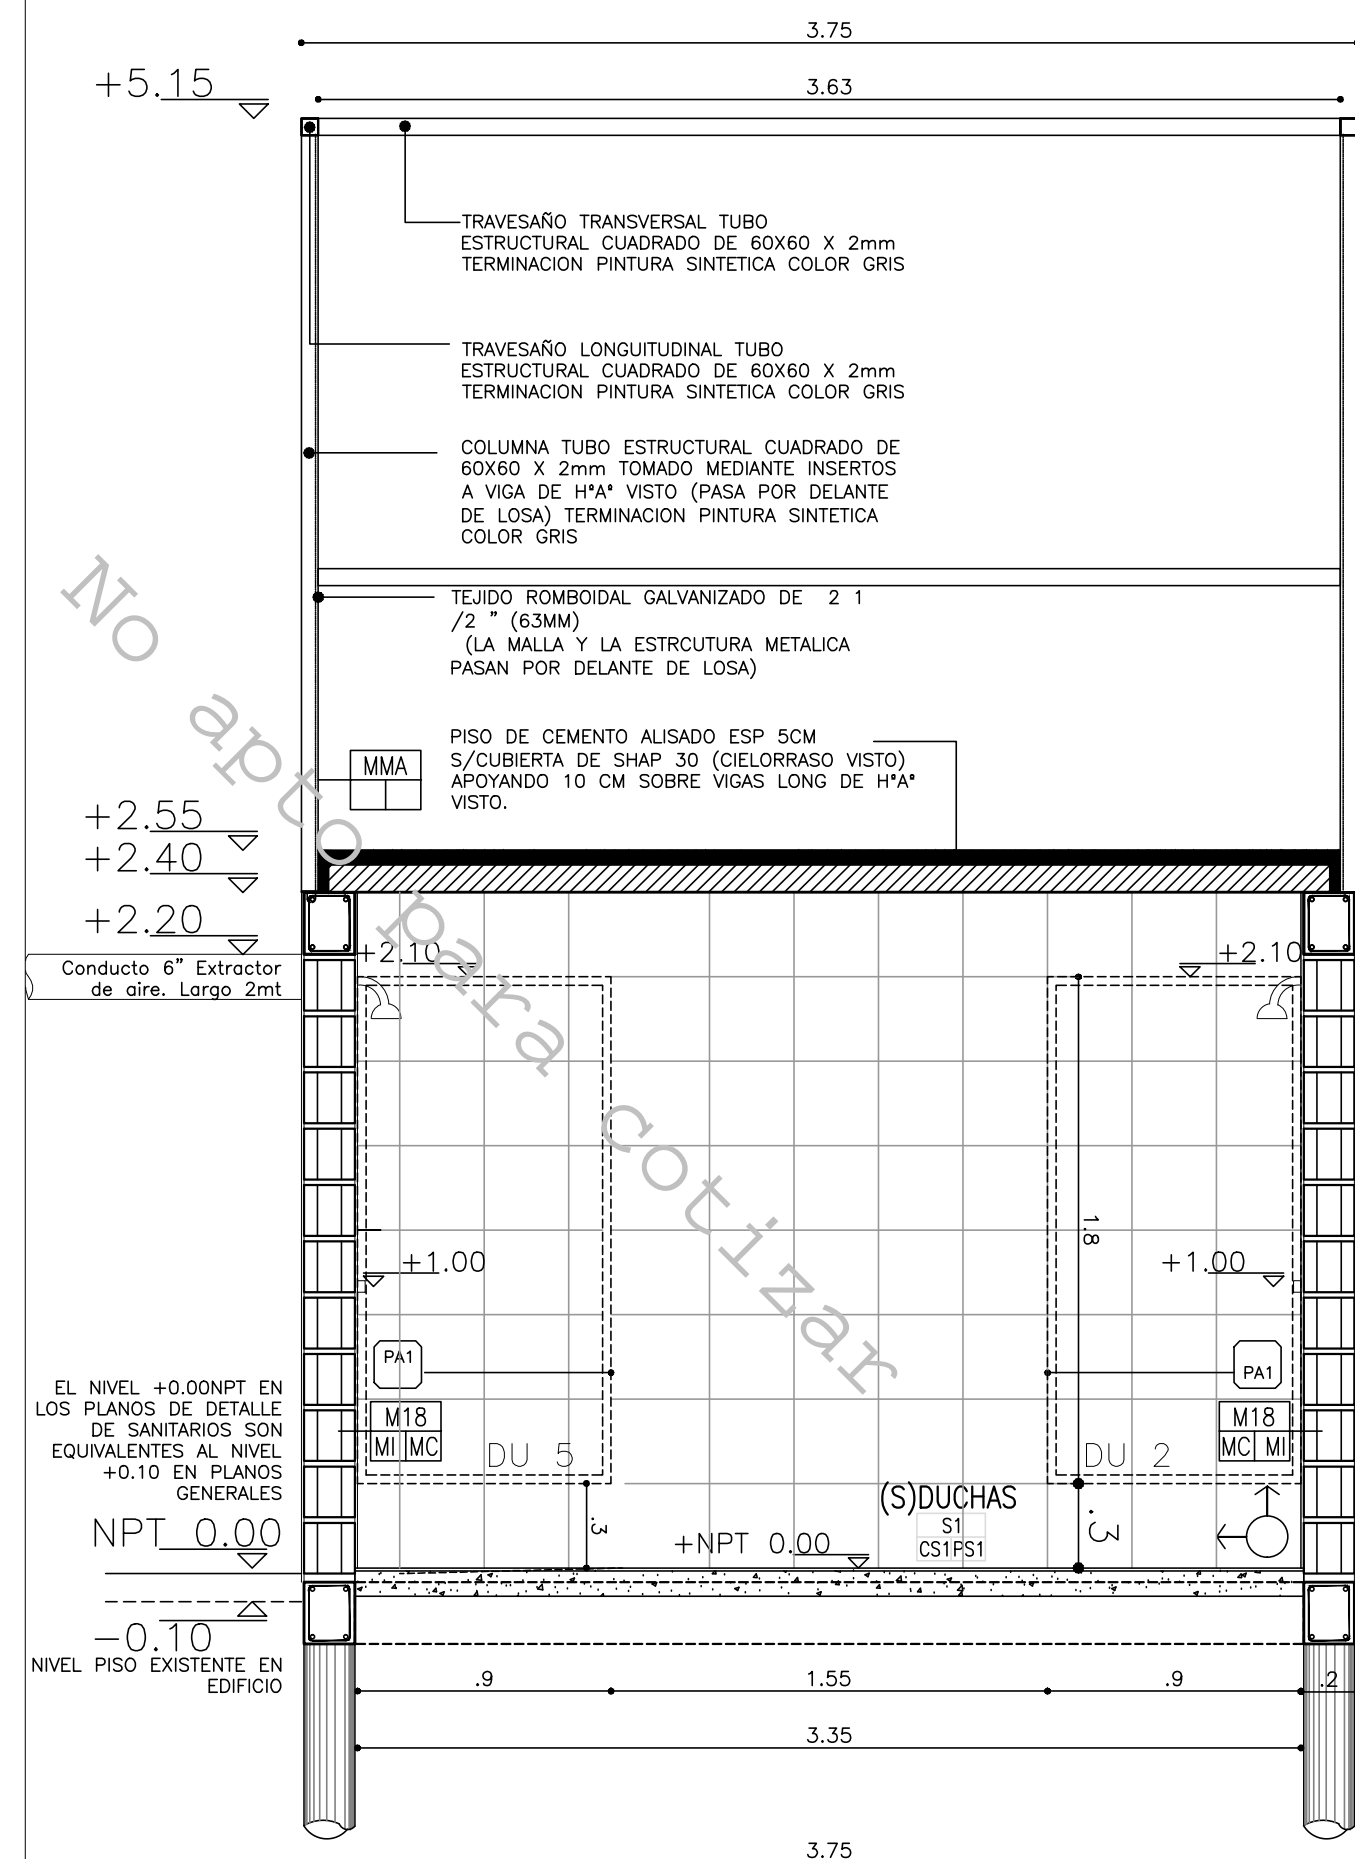 3.75
+5.15
3.63
TRAVESAÑO TRANSVERSAL TUBO
ESTRUCTURAL CUADRADO DE 60X60 X 2mm
TERMINACION PINTURA SINTETICA COLOR GRIS
TRAVESAÑO LONGUITUDINAL TUBO
ESTRUCTURAL CUADRADO DE 60X60 X 2mm
TERMINACION PINTURA SINTETICA COLOR GRIS
COLUMNA TUBO ESTRUCTURAL CUADRADO DE
60X60 X 2mm TOMADO MEDIANTE INSERTOS
A VIGA DE HªAª VISTO (PASA POR DELANTE
DE LOSA) TERMINACION PINTURA SINTETICA
COLOR GRIS
TEJIDO ROMBOIDAL GALVANIZADO DE 2 1
/2 " (63MM)
(LA MALLA Y LA ESTRCUTURA METALICA
PASAN POR DELANTE DE LOSA)
PISO DE CEMENTO ALISADO ESP 5CM
S/CUBIERTA DE SHAP 30 (CIELORRASO VISTO)
APOYANDO 10 CM SOBRE VIGAS LONG DE HªAª
VISTO.
MMA
+2.55
+2.40
+2.20
Conducto 6" Extractor
de aire. Largo 2mt
+2.10
+2.10
No apto para cotizar
1.8
+1.00
+1.00
PA1
PA1
EL NIVEL +0.00NPT EN
LOS PLANOS DE DETALLE
DE SANITARIOS SON
EQUIVALENTES AL NIVEL
+0.10 EN PLANOS
GENERALES
M18
MI MC
M18
MC MI
DU 5
DU 2
(S)DUCHAS
S1
CS1PS1
.3
.3
NPT 0.00
+NPT 0.00
-0.10
NIVEL PISO EXISTENTE EN
EDIFICIO
.9
1.55
.9
.2
3.35
3.75